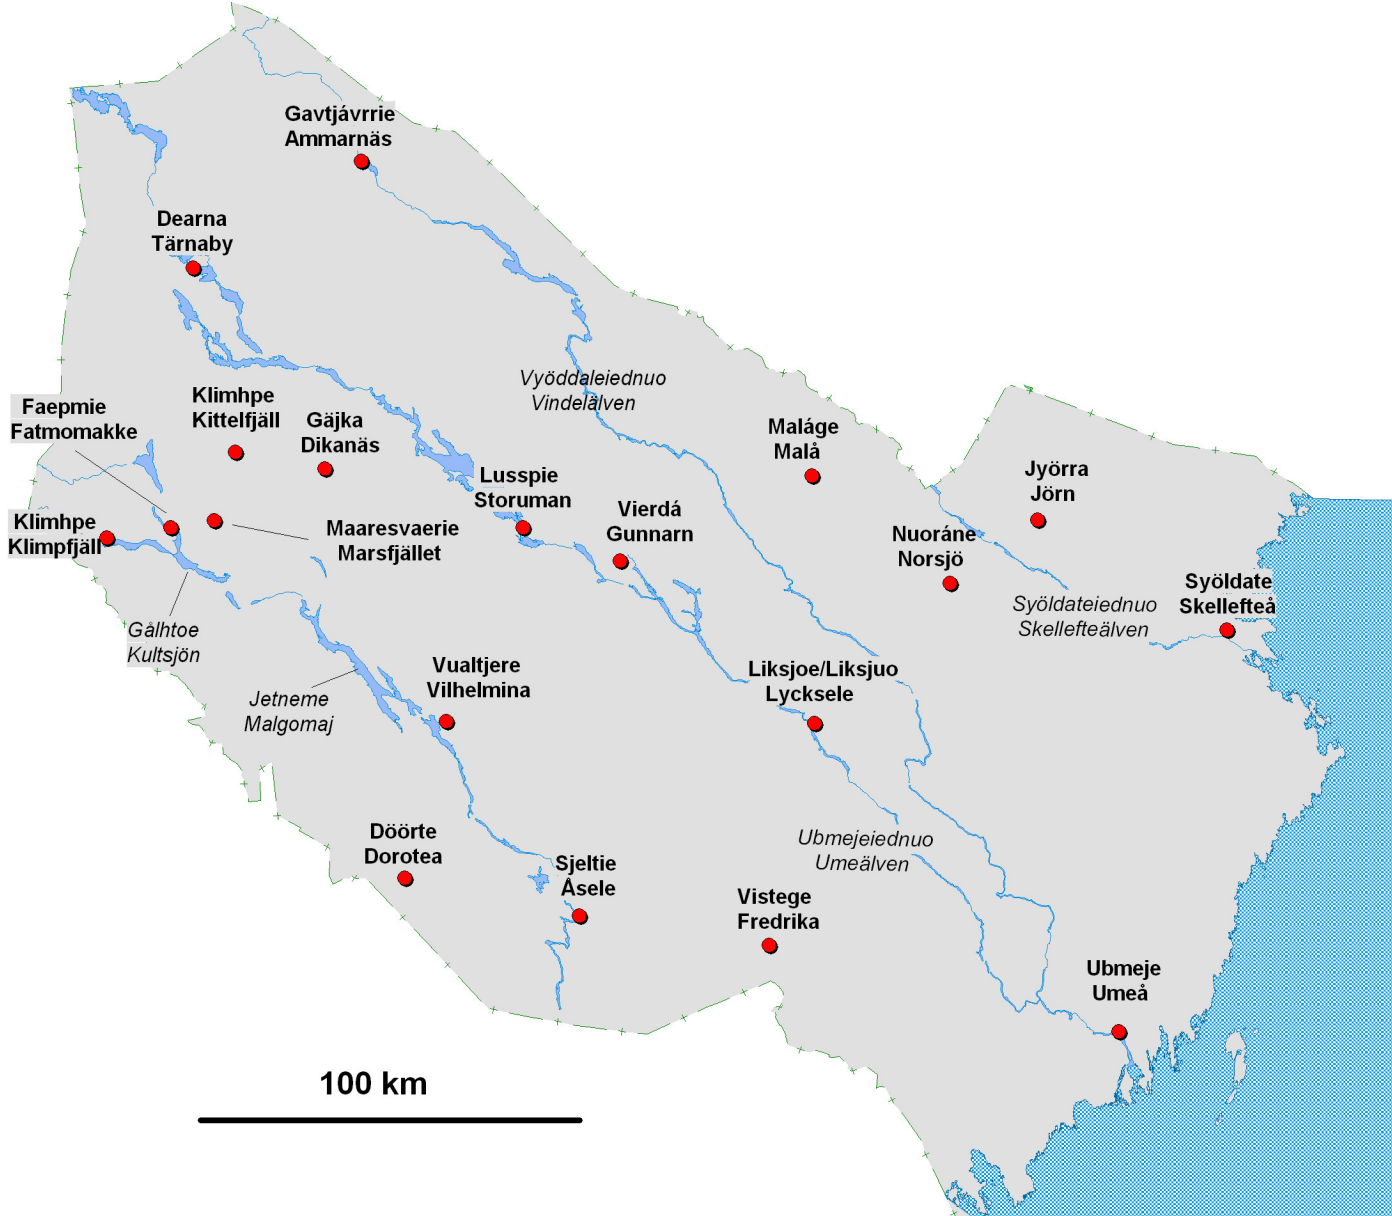 Gavtjávrrie
Ammarnäs
Dearna
Tärnaby
Vyöddaleiednuo
Vindelälven
Klimhpe
Kittelfjäll
Faepmie
Fatmomakke
Gäjka
Dikanäs
Maláge
Malå
Jyörra
Jörn
Lusspie
Storuman
Vierdá
Gunnarn
Klimhpe
Klimpfjäll
Maaresvaerie
Marsfjället
Nuoráne
Norsjö
Syöldate
Skellefteå
Syöldateiednuo
Skellefteälven
Gålhtoe
Kultsjön
Vualtjere
Vilhelmina
Liksjoe/Liksjuo
Lycksele
Jetneme
Malgomaj
Döörte
Dorotea
Ubmejeiednuo
Umeälven
Sjeltie
Åsele
Vistege
Fredrika
Ubmeje
Umeå
100 km